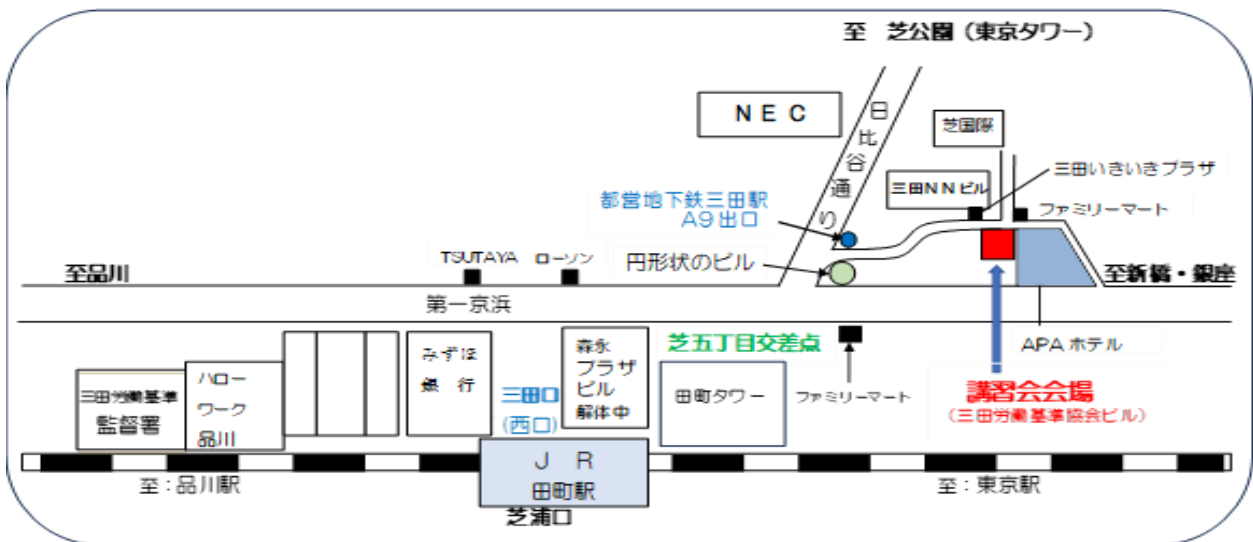 至 芝公園（東京タワー）
NEC
日比谷通り
芝国際
三田いきいきプラザ
三田NNビル
都営地下鉄三田駅
A9出口
ファミリーマート
TSUTAYA ローソン
円形状のビル
至品川
至新橋・銀座
第一京浜
芝五丁目交差点
APAホテル
みずほ
銀行
森永
プラザ
ビル
解体中
ハロー
ワーク
品川
三田労働基準
監督署
三田口
(西口)
田町タワー
ファミリーマート
講習会会場
（三田労働基準協会ビル）
JR
田町駅
至：品川駅
至：東京駅
芝浦口